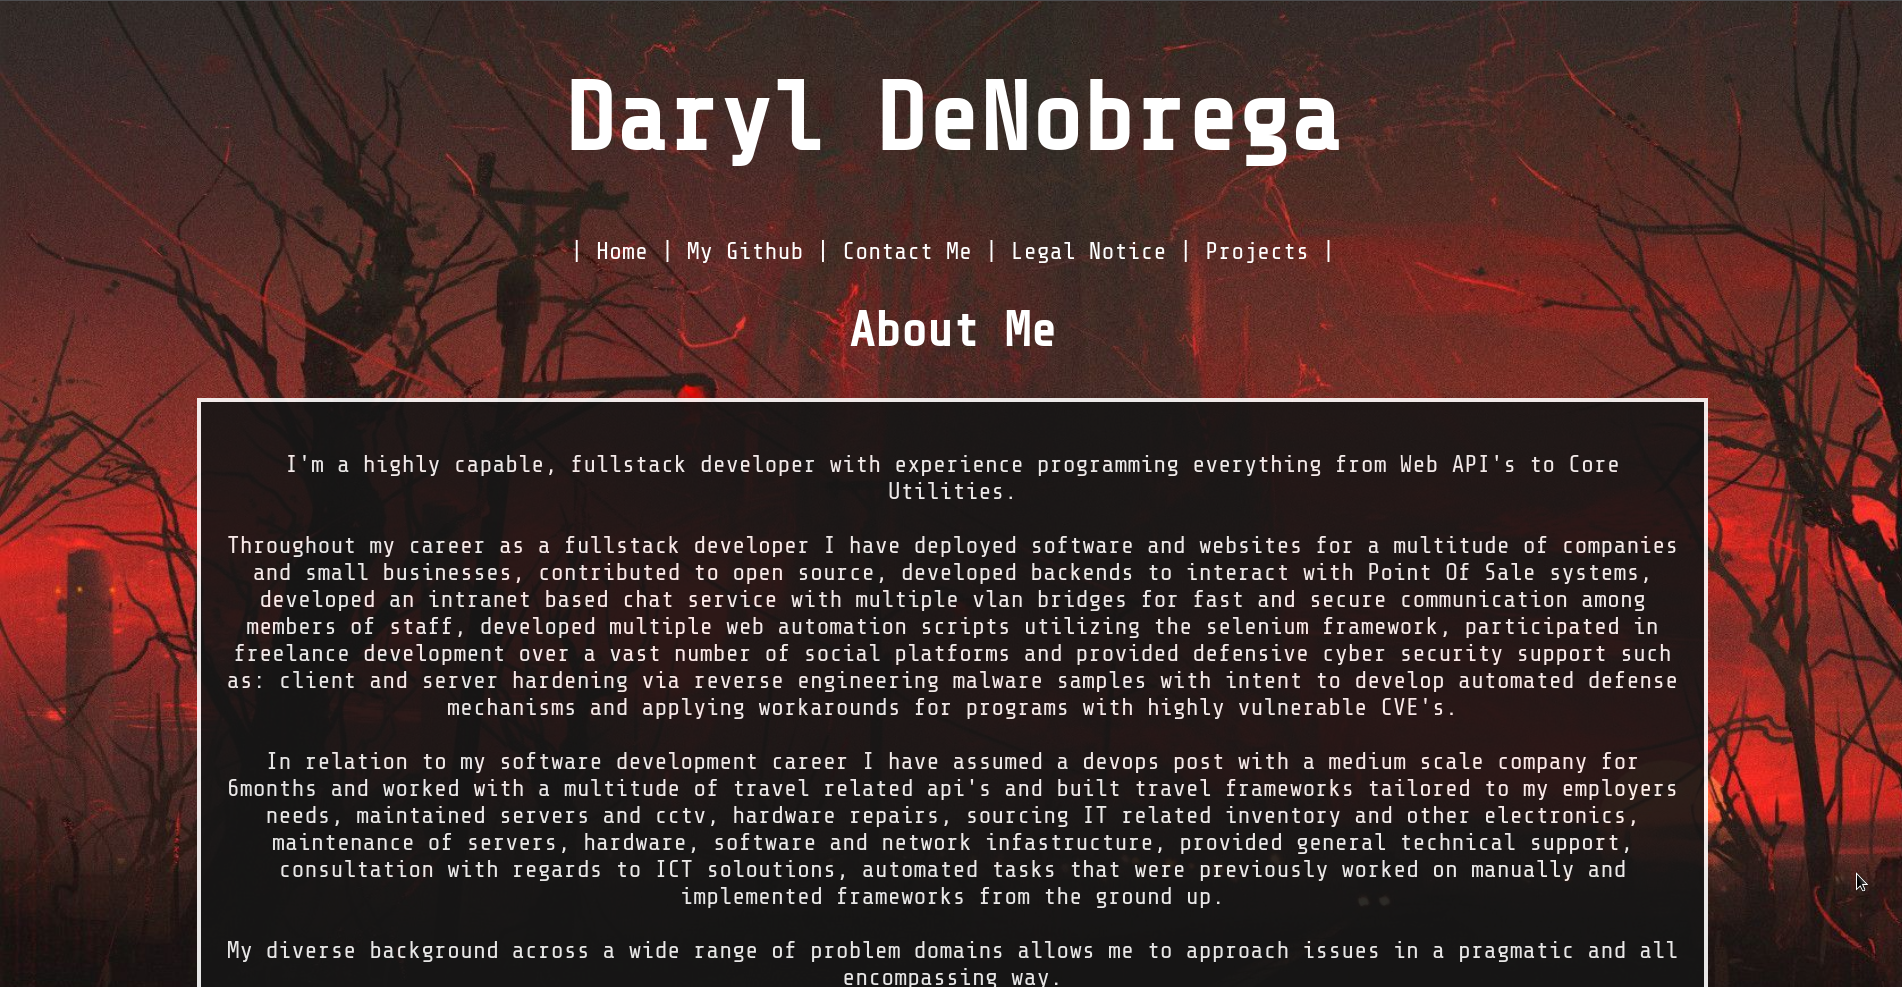 Daryl DeNobrega
| Home | My Github | Contact Me | Legal Notice | Projects |
About Me
I'm a highly capable, fullstack developer with experience programming everything from Web API's to Core
Utilities.
Throughout my career as a fullstack developer I have deployed software and websites for a multitude of companies
and small businesses, contributed to open source, developed backends to interact with Point Of Sale systems,
developed an intranet based chat service with multiple vlan bridges for fast and secure communication among
members of staff, developed multiple web automation scripts utilizing the selenium framework, participated in
freelance development over a vast number of social platforms and provided defensive cyber security support such
as: client and server hardening via reverse engineering malware samples with intent to develop automated defense
mechanisms and applying workarounds for programs with highly vulnerable CVE's.
In relation to my software development career I have assumed a devops post with a medium scale company for
6months and worked with a multitude of travel related api's and built travel frameworks tailored to my employers
needs, maintained servers and cctv, hardware repairs, sourcing IT related inventory and other electronics,
maintenance of servers, hardware, software and network infastructure, provided general technical support,
consultation with regards to ICT soloutions, automated tasks that were previously worked on manually and
implemented frameworks from the ground up.
My diverse background across a wide range of problem domains allows me to approach issues in a pragmatic and all
encompassing way.